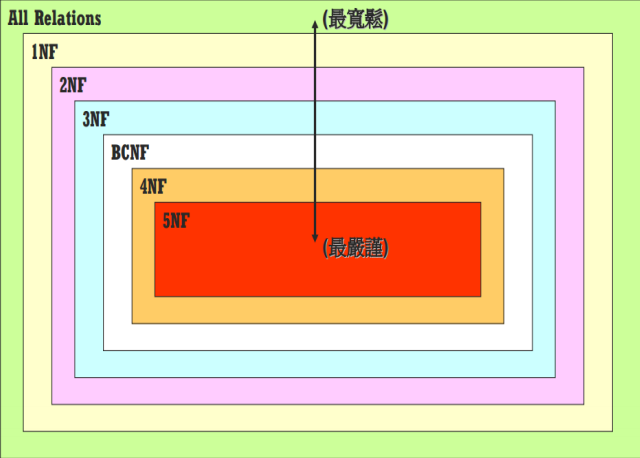 All Relations
(最寬鬆)
1NF
2NF
3NF
BCNF
4NF
5NF
(最嚴謹)